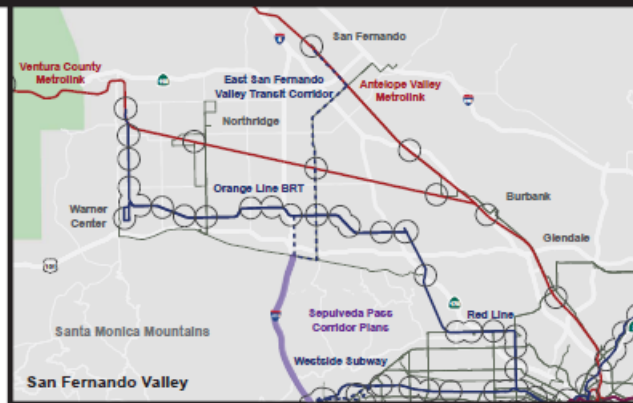 San Fernando
Ventura County
Metrolink
East San Fernando
Valley Transit Corridor
Antelope Valley
Metrolink
Northridge
Orange Line BRT
Burbank
Warner
Center
Glendale
101
Sepulveda Pass
Corridor Plans
Red Line
Santa Monica Mountains
Westside Subway
San Fernando Valley